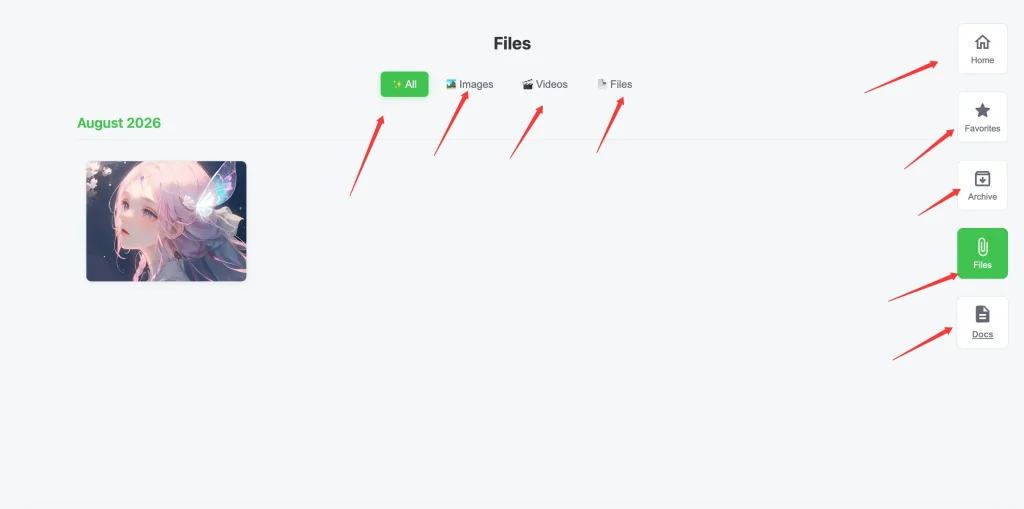 Files
✨ All
🏞️ Images
🎬 Videos
📄 Files
August 2026
Home
Favorites
Archive
Files
Docs